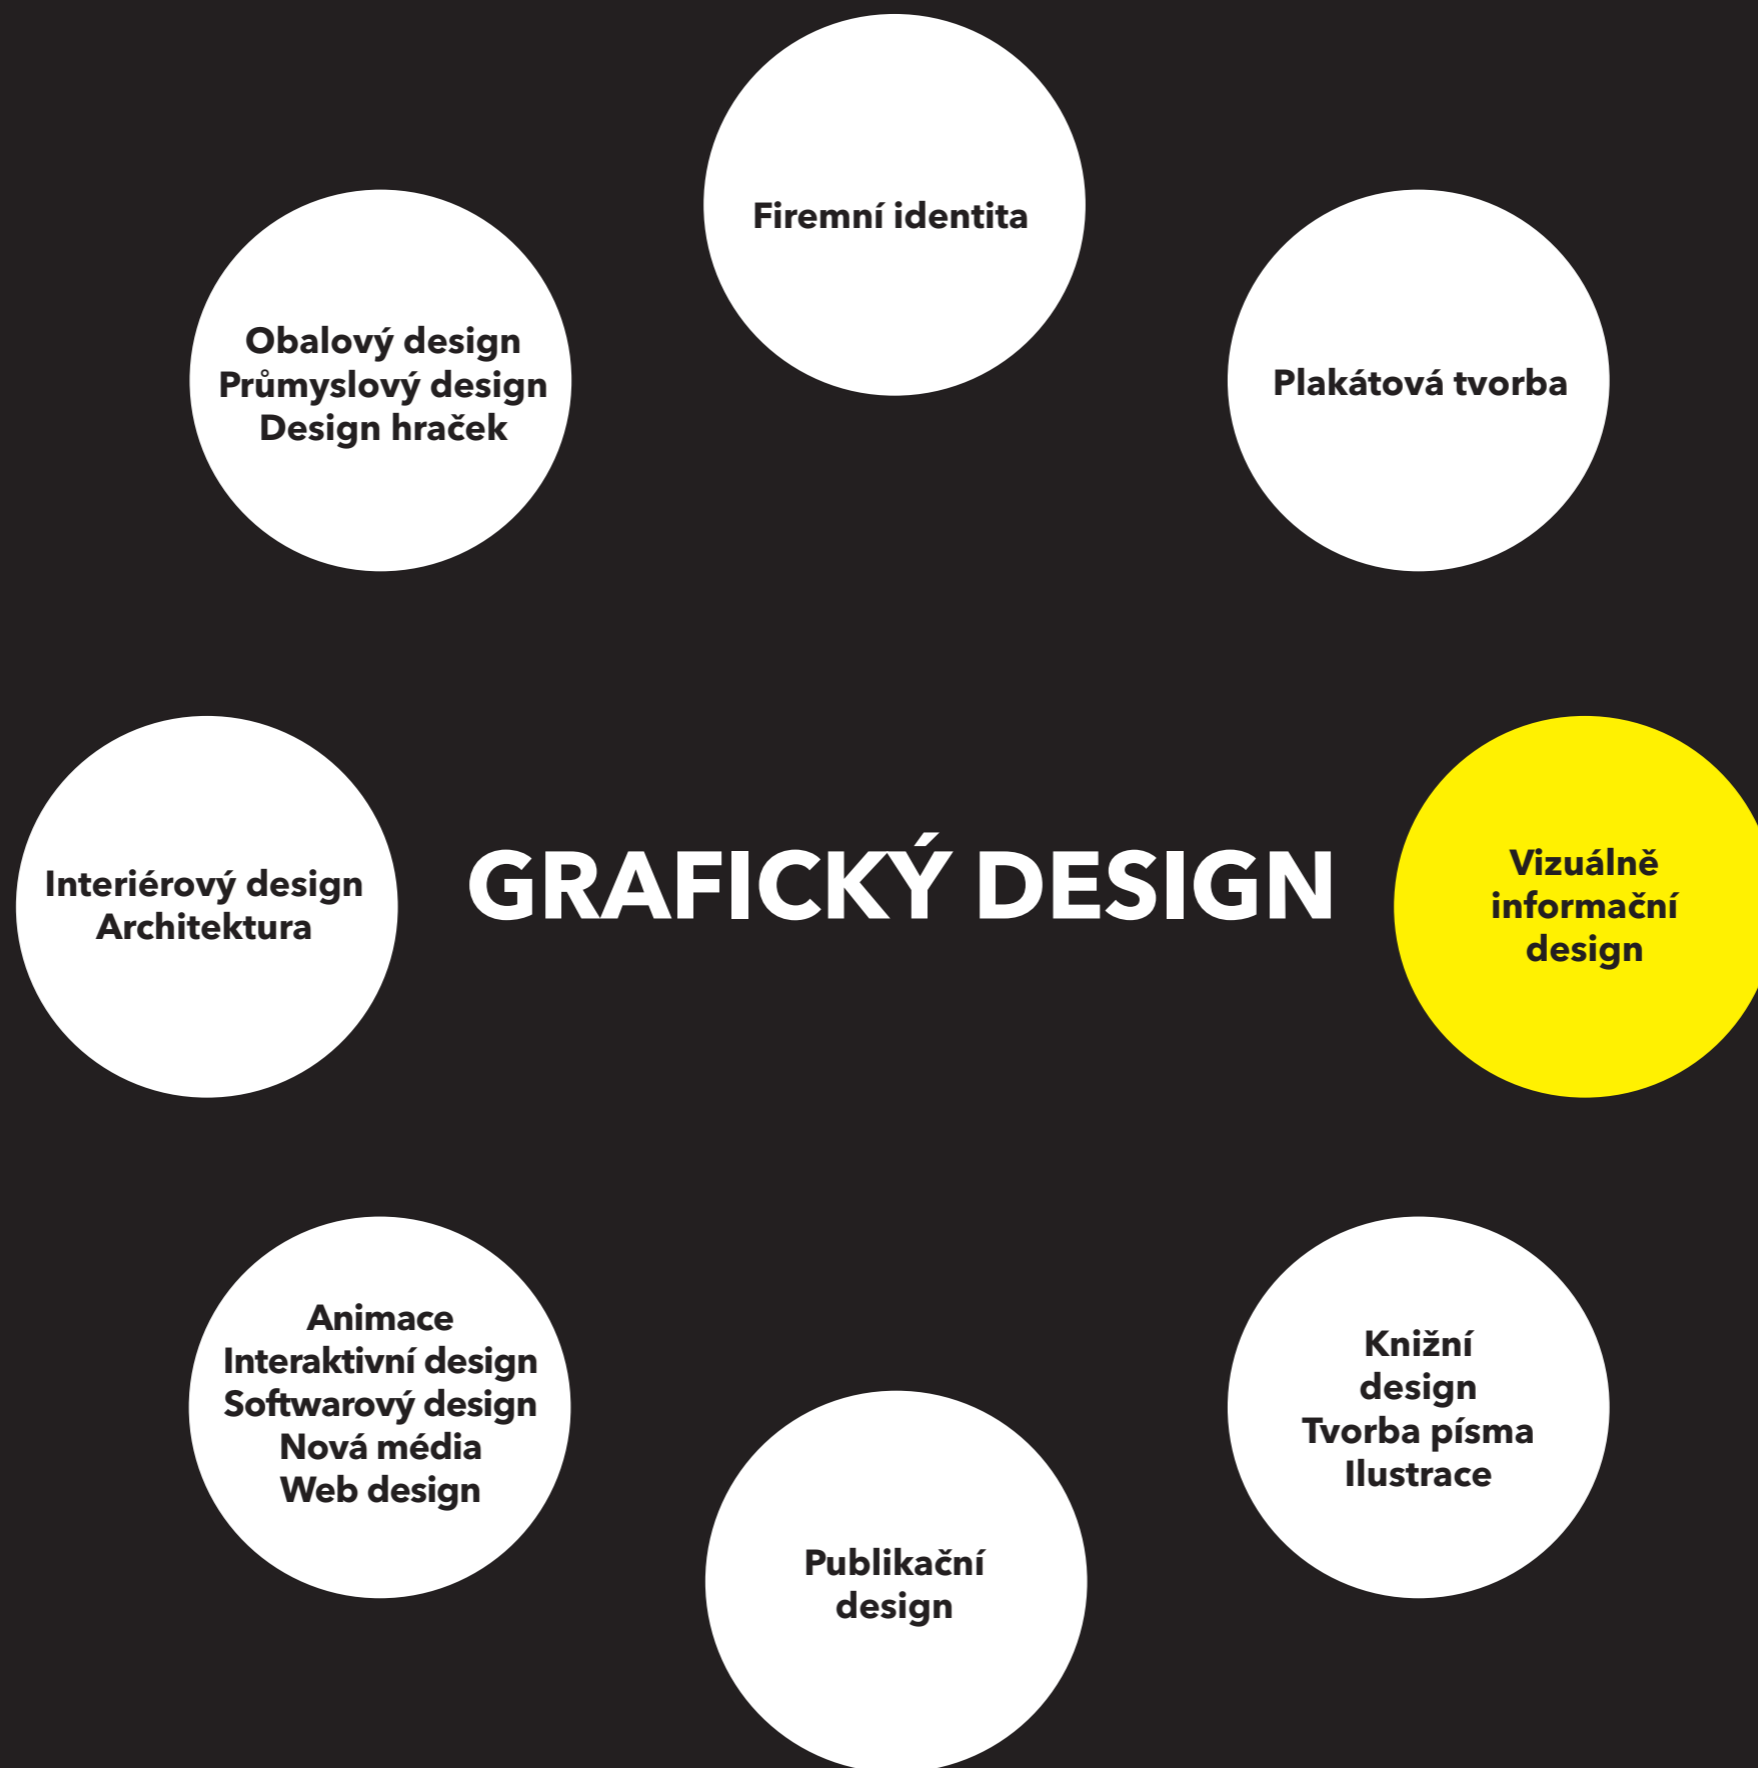 Firemní identita
Obalový design
Průmyslový design
Design hraček
Plakátová tvorba
Interiérový design
Architektura
GRAFICKÝ DESIGN
Vizuálně
informační
design
Animace
Interaktivní design
Softwarový design
Nová média
Web design
Knižní
design
Tvorba písma
Ilustrace
Publikační
design